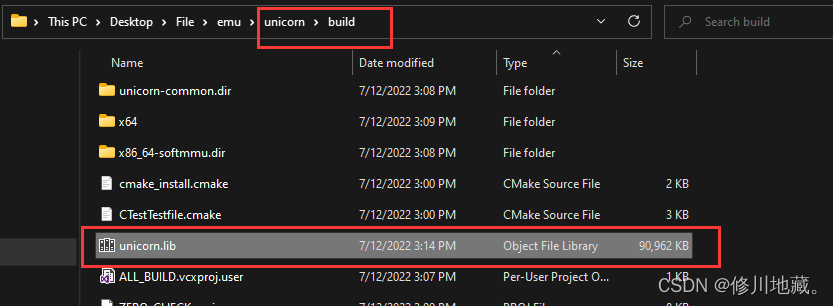 This PC > Desktop > File > emu > unicorn > build Search build
Name Date modified Type Size
unicorn-common.dir 7/12/2022 3:08 PM File folder
x64 7/12/2022 3:09 PM File folder
x86_64-softmmu.dir 7/12/2022 3:08 PM File folder
cmake_install.cmake 7/12/2022 3:00 PM CMake Source File 2 KB
CTestTestfile.cmake 7/12/2022 3:00 PM CMake Source File 1 KB
unicorn.lib 7/12/2022 3:14 PM Object File Library 90,962 KB
ALL_BUILD.vcxproj.user 7/12/2022 3:07 PM Per-User Project O... 1 KB
CSDN @修川地藏。